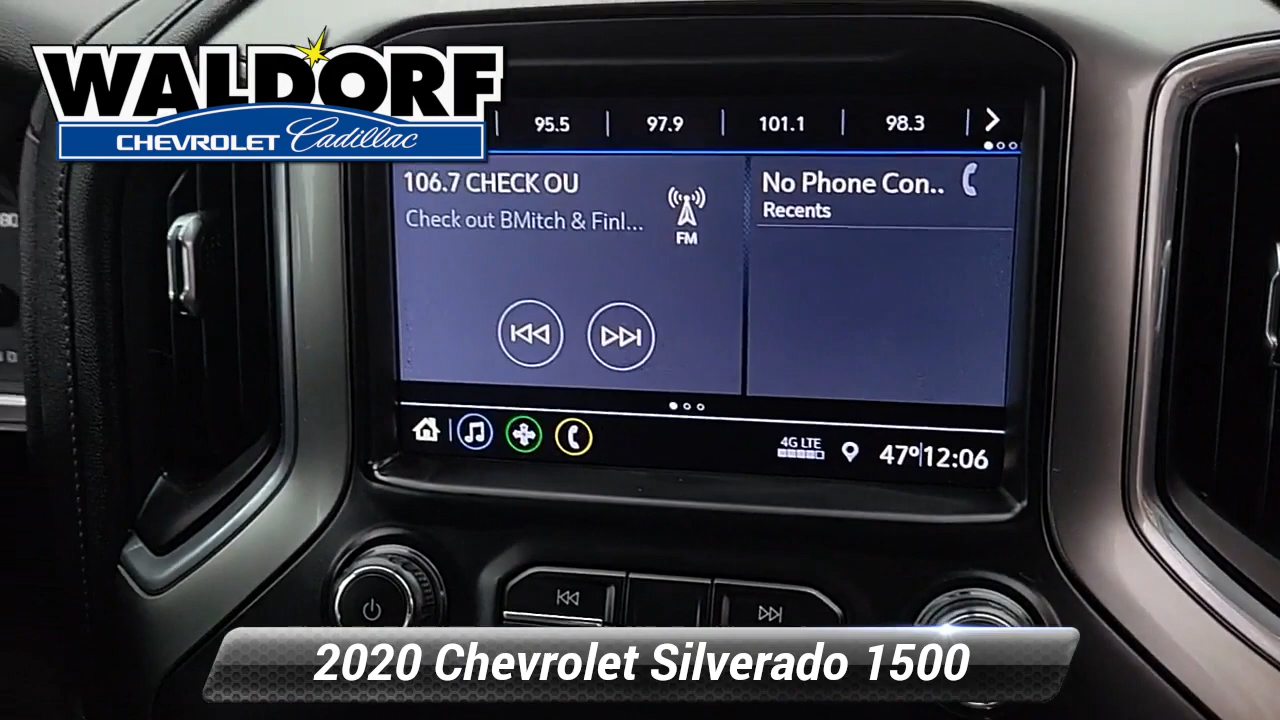 WALDORF
CHEVROLET Cadillac
95.5 97.9 101.1 98.3
106.7 CHECK OU
Check out BMitch & Finl...
FM
No Phone Con..
Recents
4G LTE
47° 12:06
80
2020 Chevrolet Silverado 1500